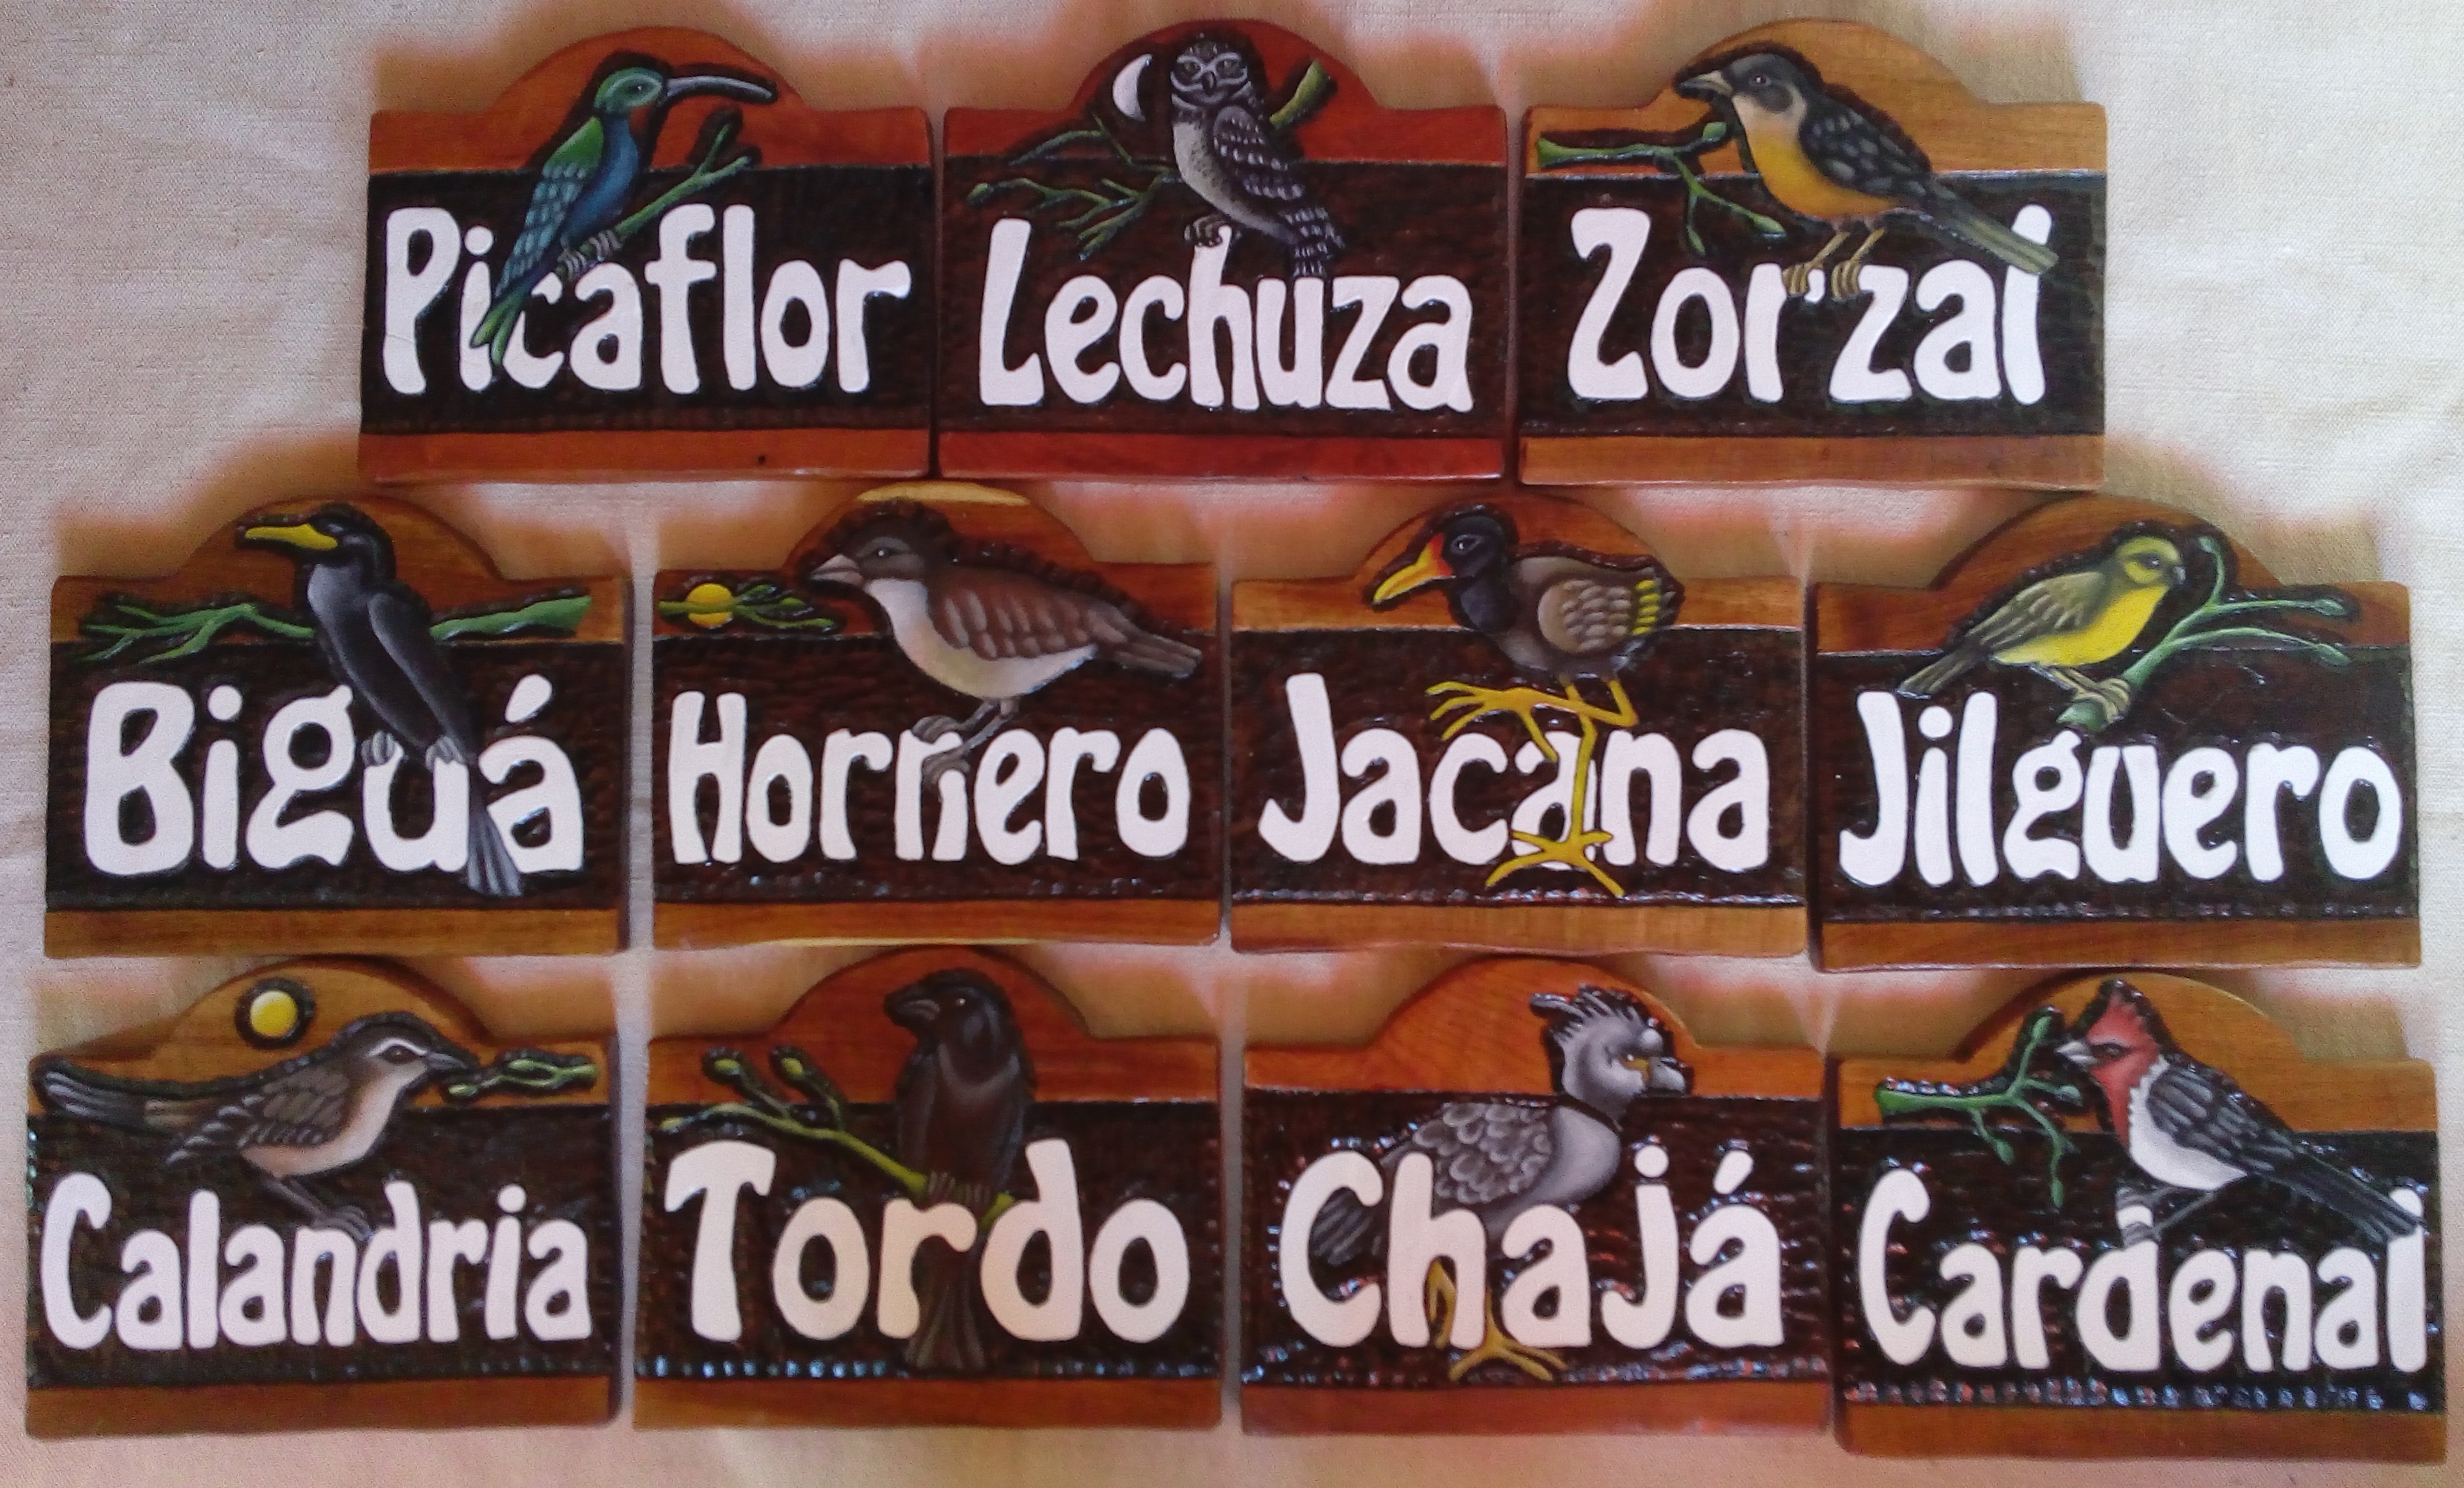 Picaflor
Lechuza
Zorzal
Biguá
Hornero
Jacana
Jilguero
Calandria
Tordo
Chajá
Cardenal